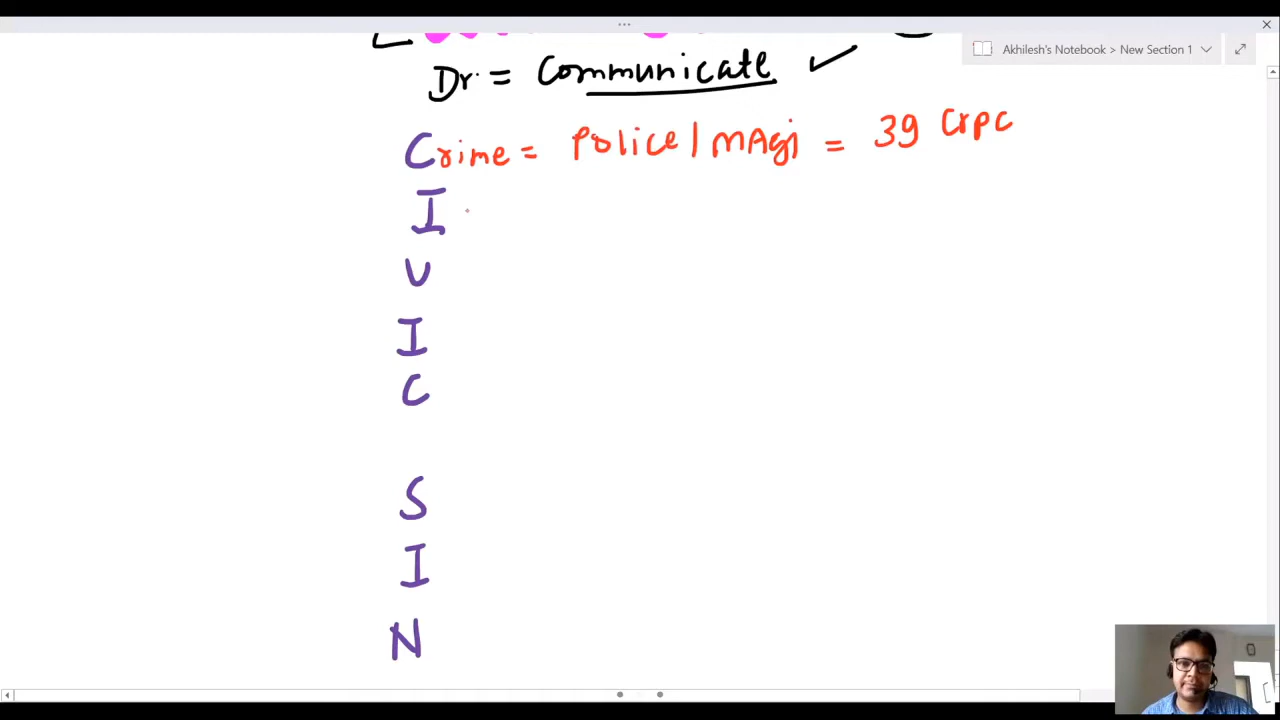 Akhilesh's Notebook > New Section 1
Dr. = Communicate ✓
Crime = Police / MAgi = 39 Crpc
I
U
I
C
S
I
N